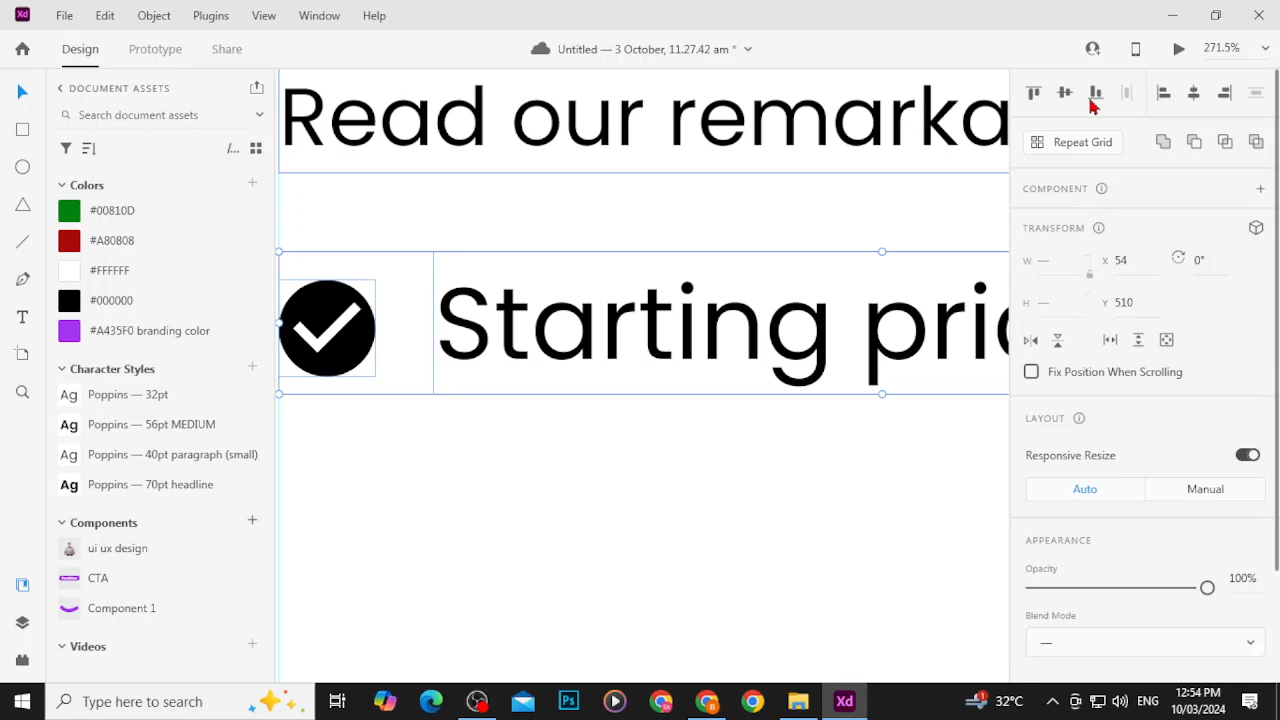 Xd File Edit Object Plugins View Window Help
Design Prototype Share Untitled — 3 October, 11.27.42 am * 271.5%
DOCUMENT ASSETS
Search document assets
Colors
#00810D
#A80808
#FFFFFF
#000000
#A435F0 branding color
Character Styles
Ag Poppins — 32pt
Ag Poppins — 56pt MEDIUM
Ag Poppins — 40pt paragraph (small)
Ag Poppins — 70pt headline
Components
ui ux design
CTA
Component 1
Videos
Read our remarka
Starting pric
Repeat Grid
COMPONENT
TRANSFORM
W — X 54 0°
H — Y 510
Fix Position When Scrolling
LAYOUT
Responsive Resize
Auto Manual
APPEARANCE
Opacity
100%
Blend Mode
—
Type here to search Ps Xd 1 32°C ENG 12:54 PM
10/03/2024